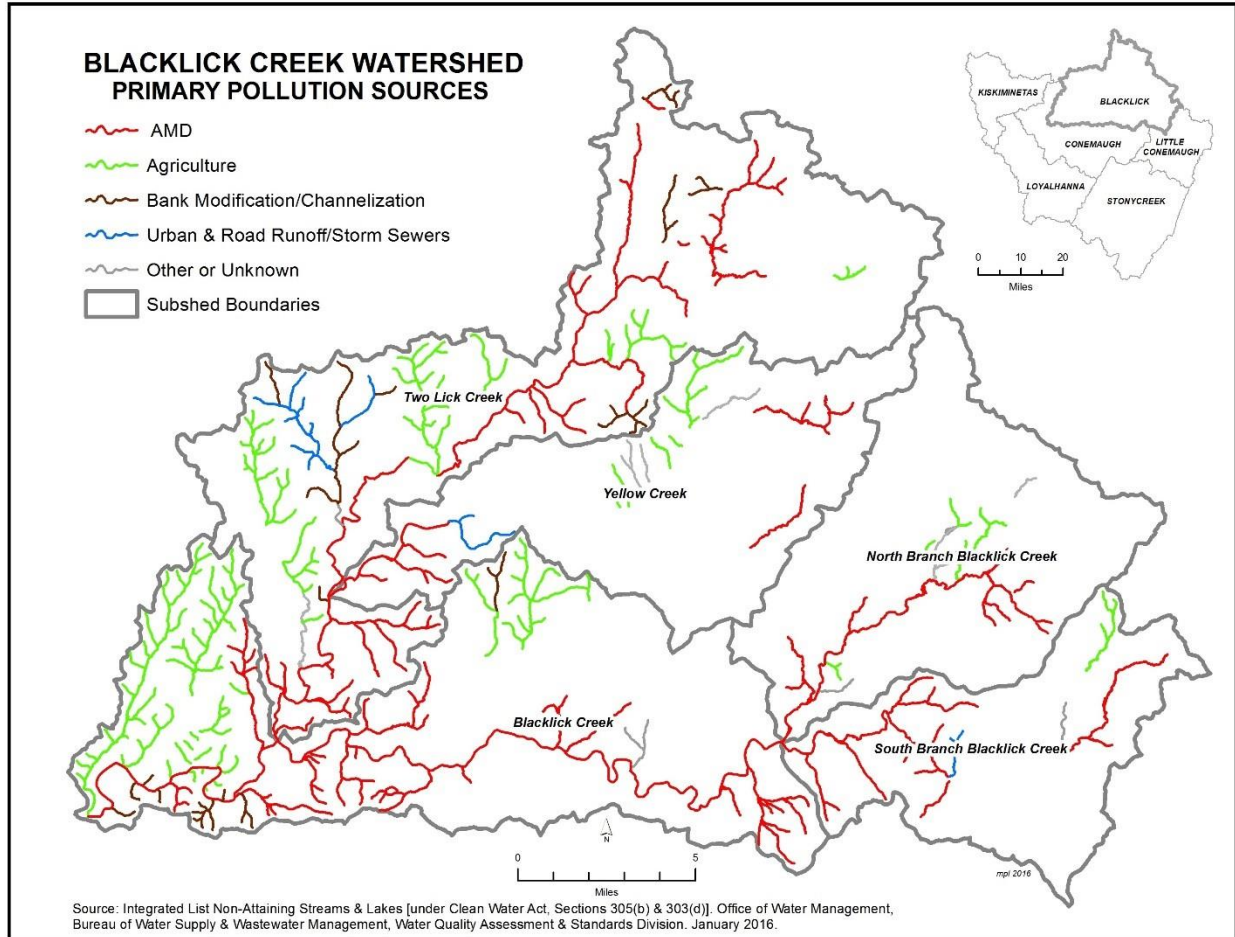 BLACKLICK CREEK WATERSHED
PRIMARY POLLUTION SOURCES
AMD
Agriculture
Bank Modification/Channelization
Urban & Road Runoff/Storm Sewers
Other or Unknown
Subshed Boundaries
KISKIMINETAS
BLACKLICK
CONEMAUGH
LITTLE
CONEMAUGH
LOYALHANNA
STONYCREEK
0 10 20
Miles
Two Lick Creek
Yellow Creek
North Branch Blacklick Creek
Blacklick Creek
South Branch Blacklick Creek
N
0 5
Miles
mpl 2016
Source: Integrated List Non-Attaining Streams & Lakes [under Clean Water Act, Sections 305(b) & 303(d)]. Office of Water Management,
Bureau of Water Supply & Wastewater Management, Water Quality Assessment & Standards Division. January 2016.